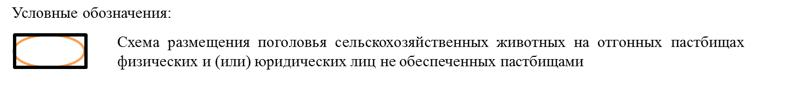 Условные обозначения:
Схема размещения поголовья сельскохозяйственных животных на отгонных пастбищах
физических и (или) юридических лиц не обеспеченных пастбищами